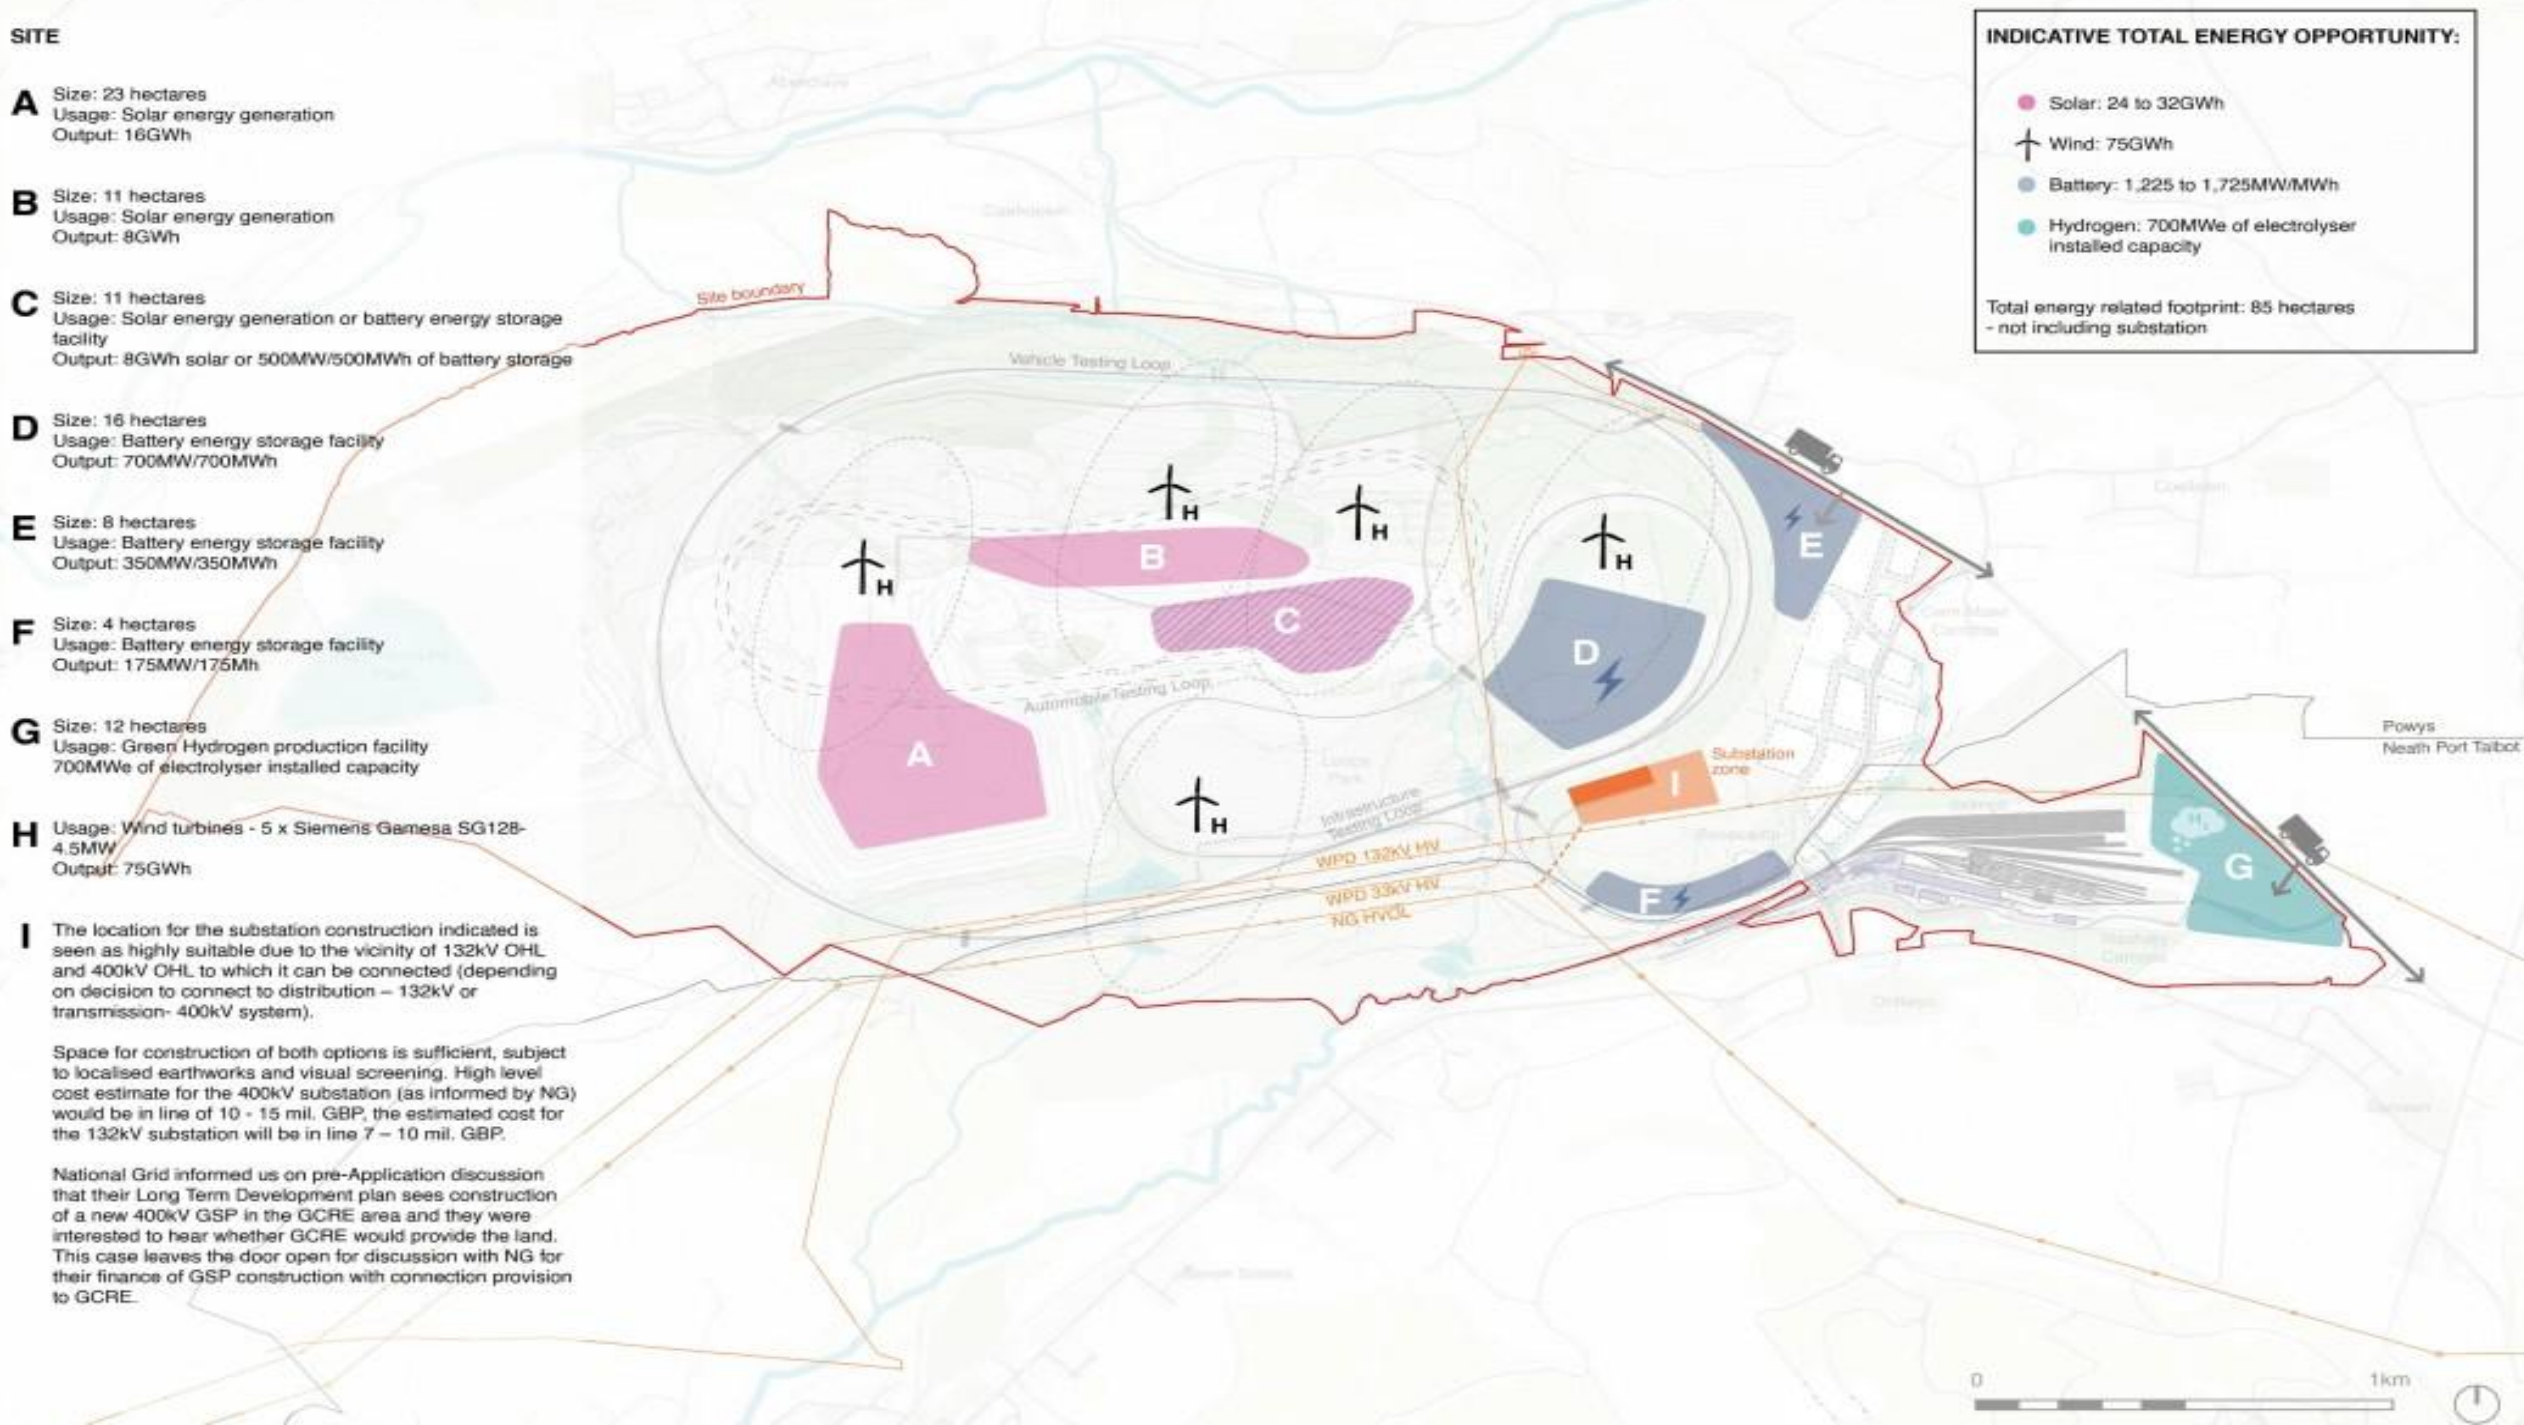 SITE
A
Size: 23 hectares
Usage: Solar energy generation
Output: 16GWh
B
Size: 11 hectares
Usage: Solar energy generation
Output: 8GWh
C
Size: 11 hectares
Usage: Solar energy generation or battery energy storage
facility
Output: 8GWh solar or 500MW/500MWh of battery storage
D
Size: 16 hectares
Usage: Battery energy storage facility
Output: 700MW/700MWh
E
Size: 8 hectares
Usage: Battery energy storage facility
Output: 350MW/350MWh
F
Size: 4 hectares
Usage: Battery energy storage facility
Output: 175MW/175Mh
G
Size: 12 hectares
Usage: Green Hydrogen production facility
700MWe of electrolyser installed capacity
H
Usage: Wind turbines - 5 x Siemens Gamesa SG128-
4.5MW
Output: 75GWh
I
The location for the substation construction indicated is
seen as highly suitable due to the vicinity of 132kV OHL
and 400kV OHL to which it can be connected (depending
on decision to connect to distribution – 132kV or
transmission- 400kV system).
Space for construction of both options is sufficient, subject
to localised earthworks and visual screening. High level
cost estimate for the 400kV substation (as informed by NG)
would be in line of 10 - 15 mil. GBP, the estimated cost for
the 132kV substation will be in line 7 – 10 mil. GBP.
National Grid informed us on pre-Application discussion
that their Long Term Development plan sees construction
of a new 400kV GSP in the GCRE area and they were
interested to hear whether GCRE would provide the land.
This case leaves the door open for discussion with NG for
their finance of GSP construction with connection provision
to GCRE.
INDICATIVE TOTAL ENERGY OPPORTUNITY:
Solar: 24 to 32GWh
Wind: 75GWh
Battery: 1,225 to 1,725MW/MWh
Hydrogen: 700MWe of electrolyser
installed capacity
Total energy related footprint: 85 hectares
- not including substation
Site boundary
Vehicle Testing Loop
H
H
H
H
H
B
C
A
D
E
Automobile Testing Loop
Substation
zone
I
Infrastructure
Testing Loop
WPD 132kV HV
WPD 33kV HV
NG HVOL
F
H2
G
Powys
Neath Port Talbot
0
1km